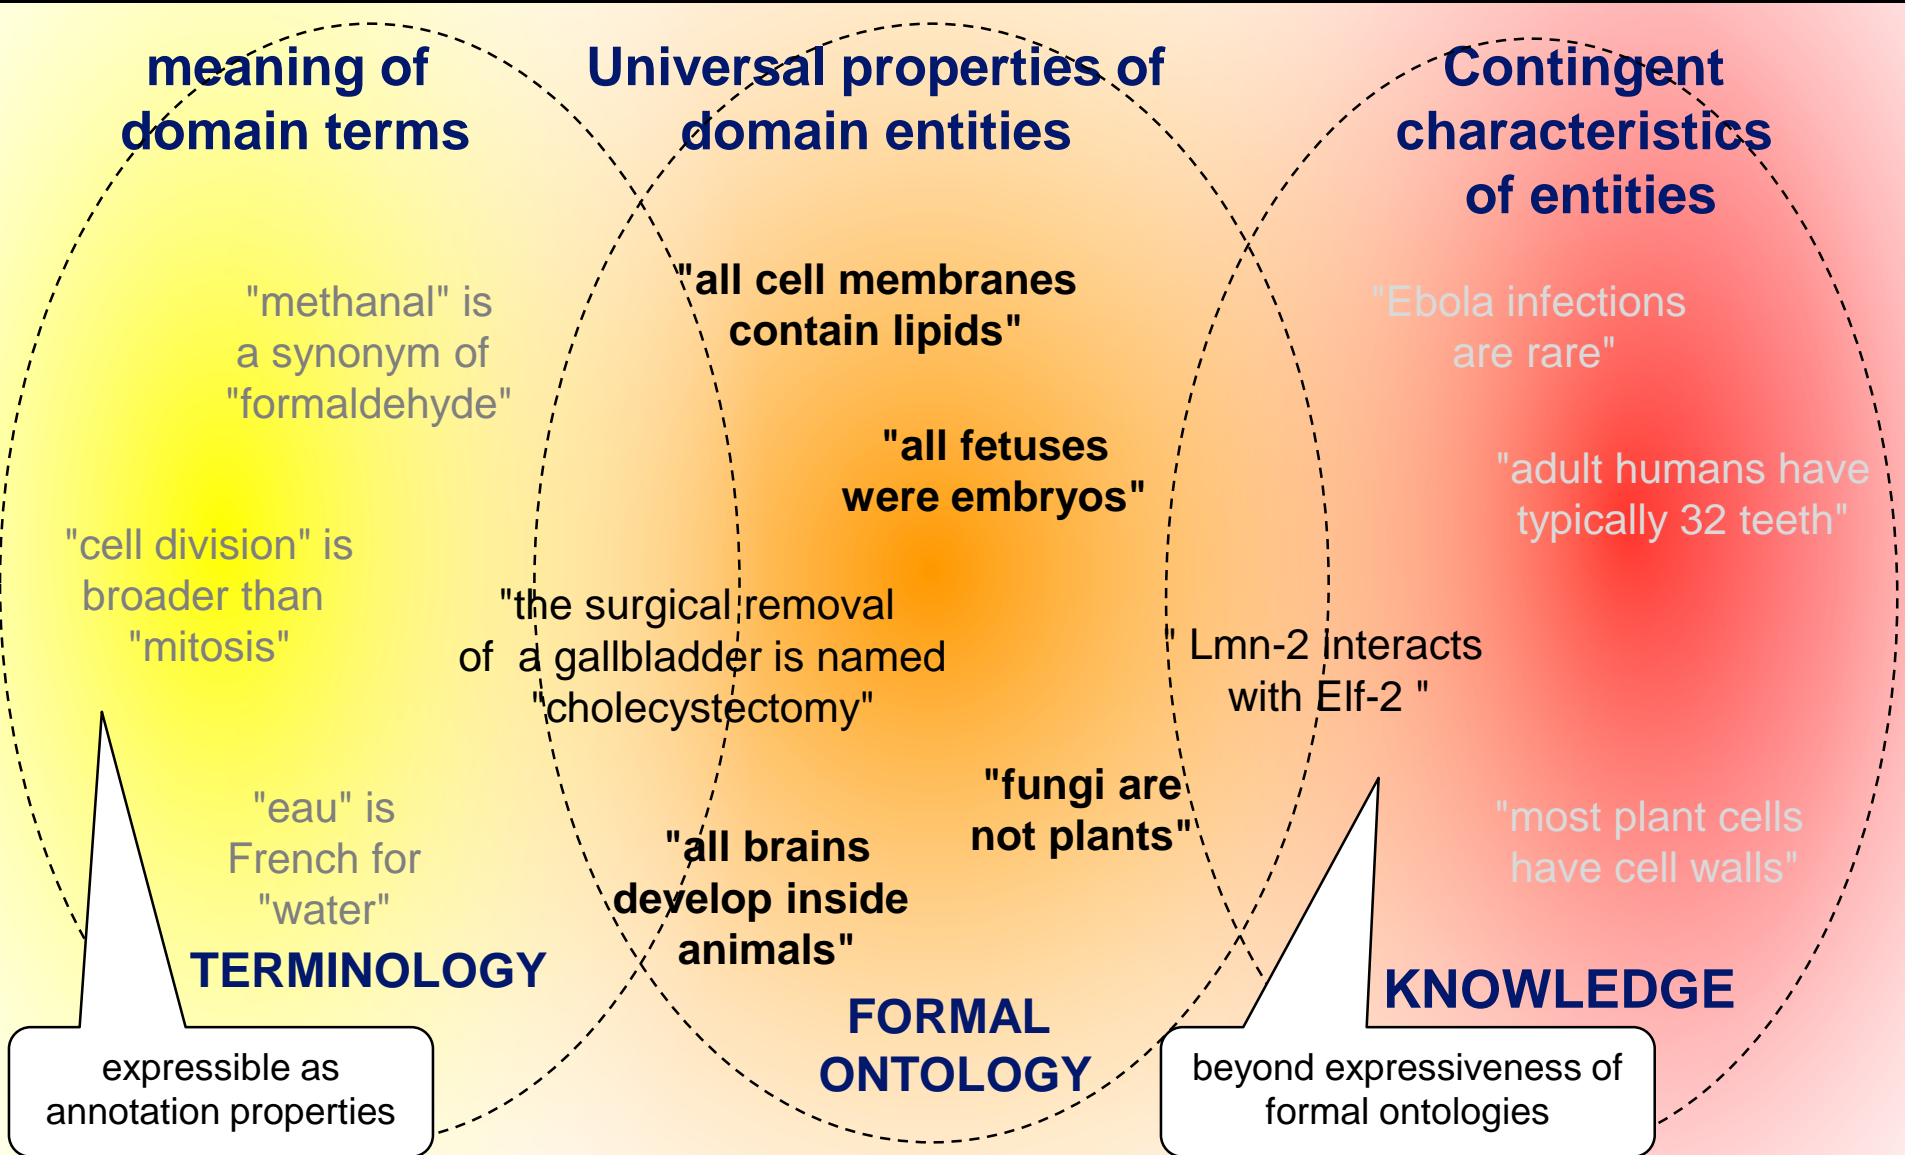 meaning of
domain terms
Universal properties of
domain entities
Contingent
characteristics
of entities
"methanal" is
a synonym of
"formaldehyde"
"all cell membranes
contain lipids"
"Ebola infections
are rare"
"all fetuses
were embryos"
"adult humans have
typically 32 teeth"
"cell division" is
broader than
"mitosis"
"the surgical removal
of a gallbladder is named
"cholecystectomy"
" Lmn-2 interacts
with Elf-2 "
"eau" is
French for
"water"
"all brains
develop inside
animals"
"fungi are
not plants"
"most plant cells
have cell walls"
TERMINOLOGY
FORMAL
ONTOLOGY
KNOWLEDGE
expressible as
annotation properties
beyond expressiveness of
formal ontologies